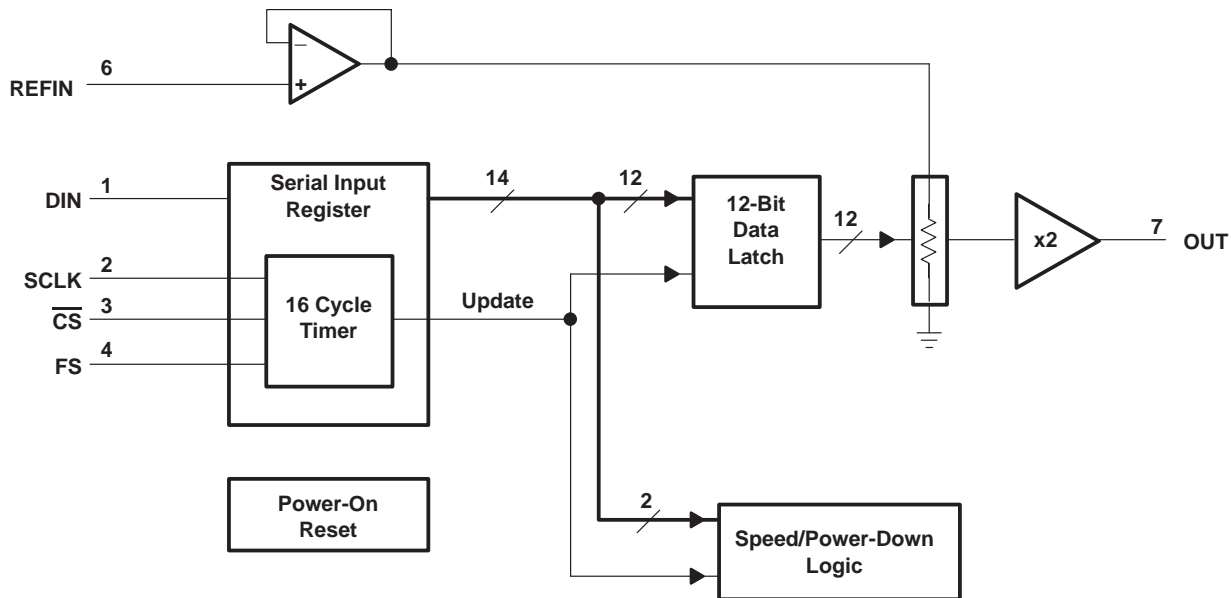 6
REFIN
–
+
DIN
1
Serial Input
Register
14
12
12-Bit
Data
Latch
12
x2
7
OUT
SCLK
2
CS
3
FS
4
16 Cycle
Timer
Update
Power-On
Reset
2
Speed/Power-Down
Logic